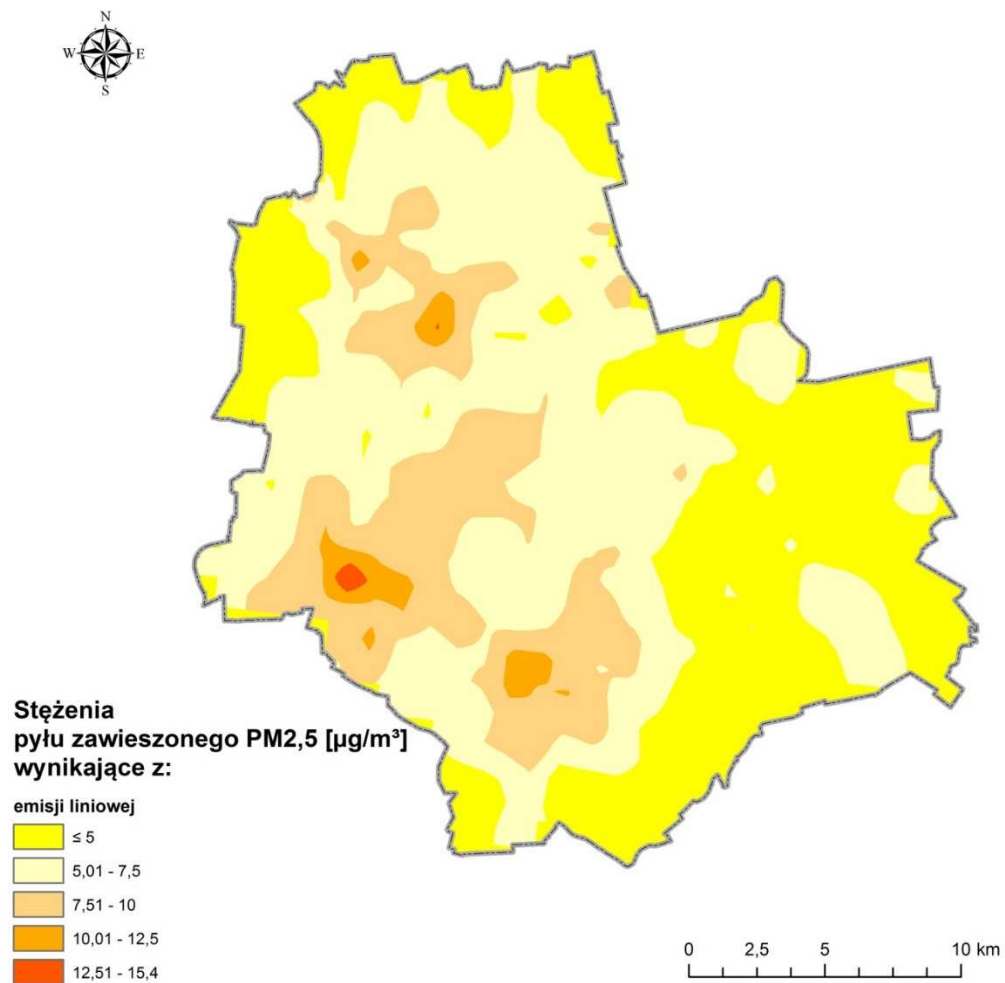 N
W E
S
Stężenia
pyłu zawieszonego PM2,5 [µg/m³]
wynikające z:
emisji liniowej
≤ 5
5,01 - 7,5
7,51 - 10
10,01 - 12,5
12,51 - 15,4
0 2,5 5 10 km